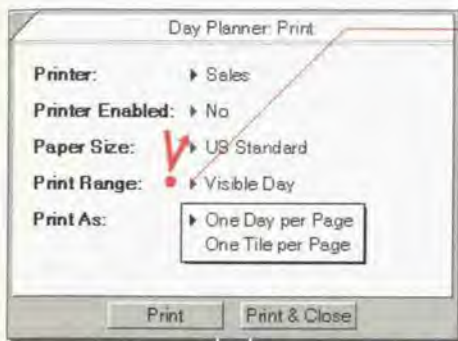 Day Planner: Print
Printer: Sales
Printer Enabled: No
Paper Size: US Standard
Print Range: Visible Day
Print As: One Day per Page
One Tile per Page
Print Print & Close